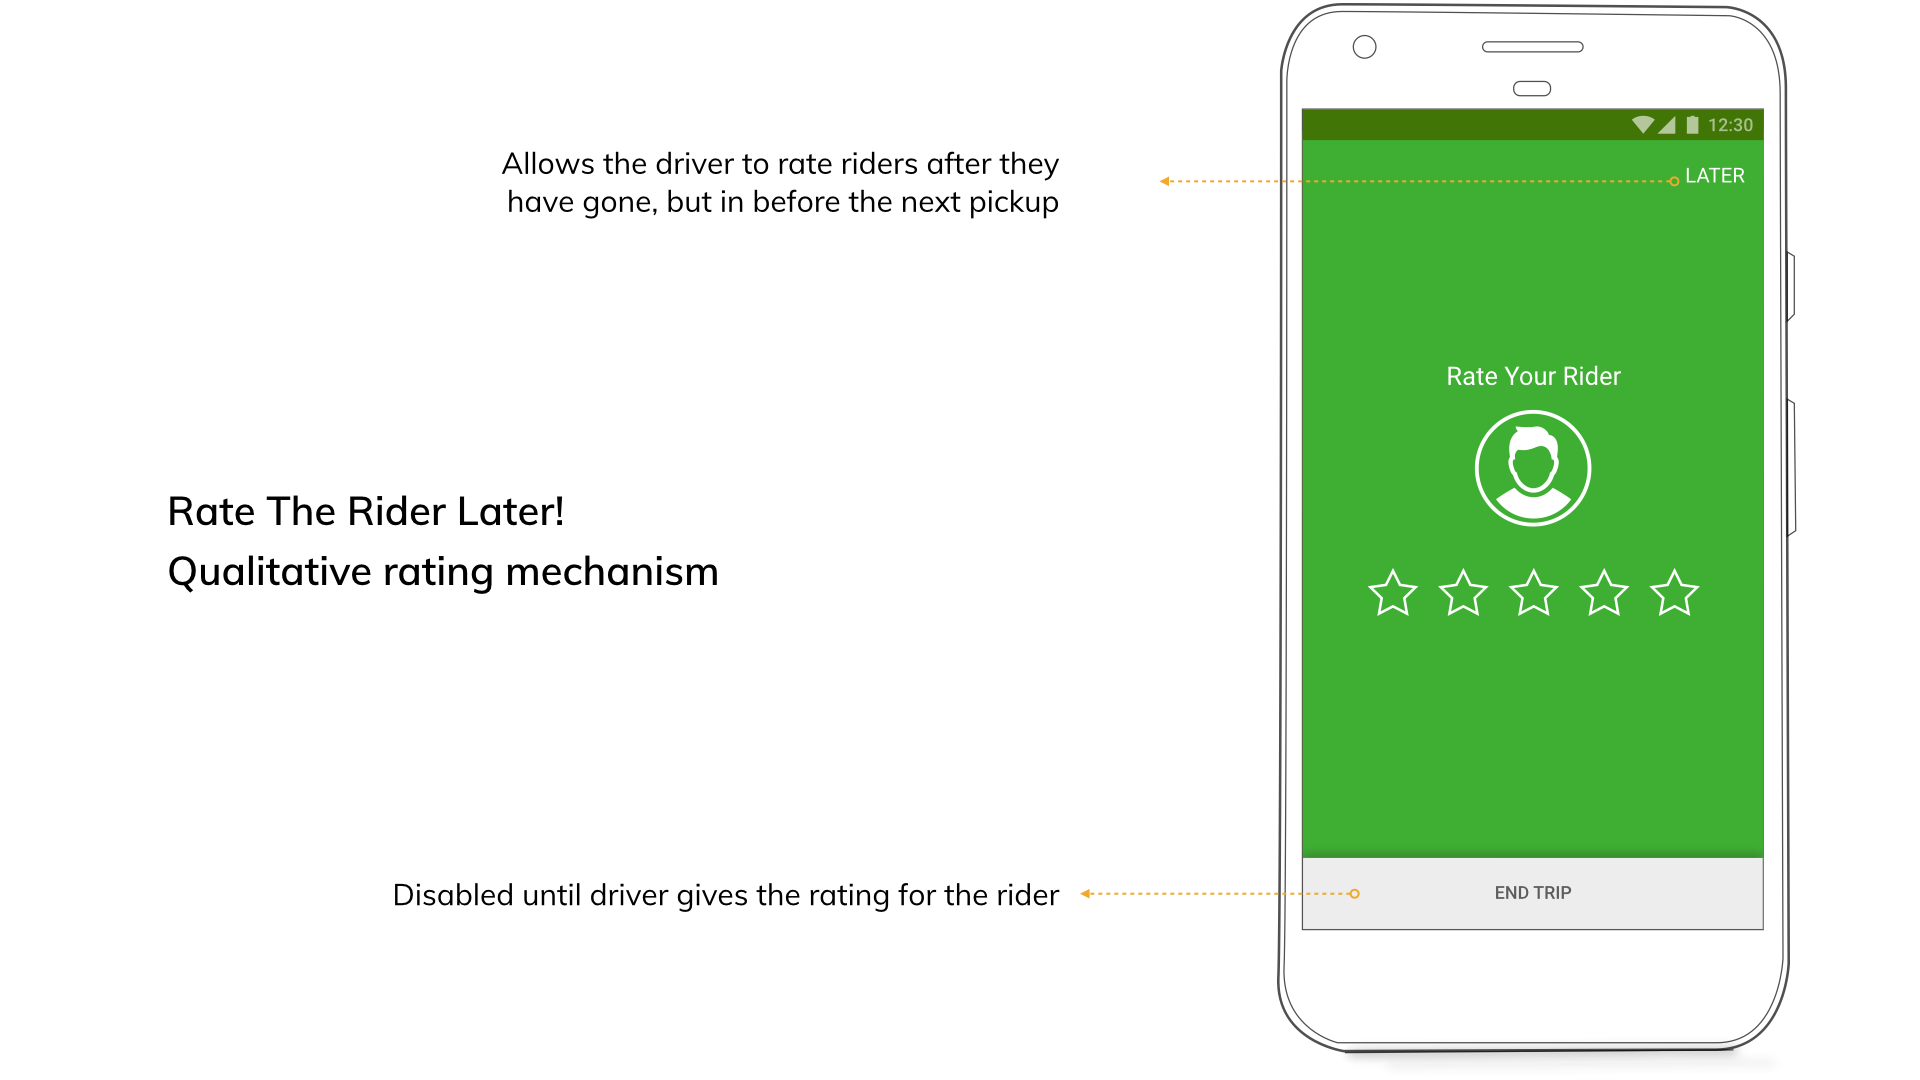 Allows the driver to rate riders after they
have gone, but in before the next pickup
Rate The Rider Later!
Qualitative rating mechanism
Disabled until driver gives the rating for the rider
12:30
LATER
Rate Your Rider
END TRIP